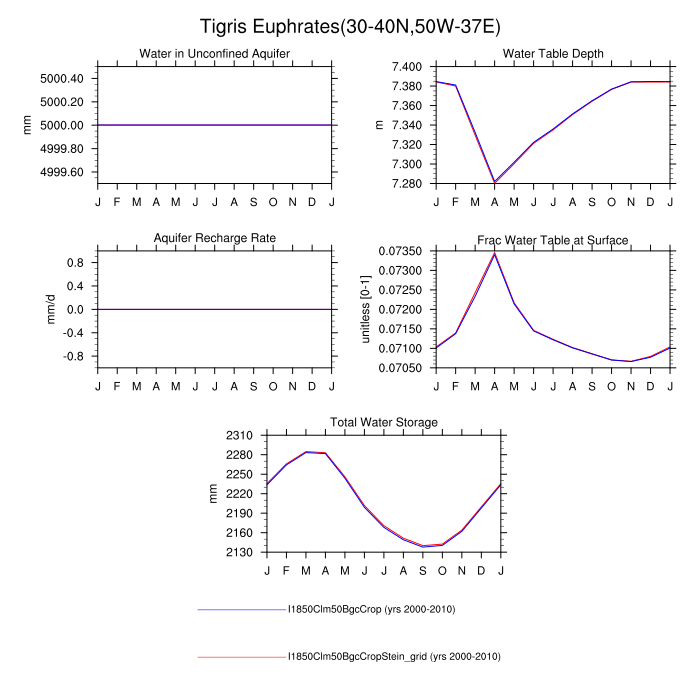 Tigris Euphrates(30-40N,50W-37E)
Water in Unconfined Aquifer
mm
5000.40
5000.20
5000.00
4999.80
4999.60
J F M A M J J A S O N D J
Water Table Depth
m
7.400
7.380
7.360
7.340
7.320
7.300
7.280
J F M A M J J A S O N D J
Aquifer Recharge Rate
mm/d
0.8
0.4
0.0
-0.4
-0.8
J F M A M J J A S O N D J
Frac Water Table at Surface
unitless [0-1]
0.07350
0.07300
0.07250
0.07200
0.07150
0.07100
0.07050
J F M A M J J A S O N D J
Total Water Storage
mm
2310
2280
2250
2220
2190
2160
2130
J F M A M J J A S O N D J
I1850Clm50BgcCrop (yrs 2000-2010)
I1850Clm50BgcCropStein_grid (yrs 2000-2010)